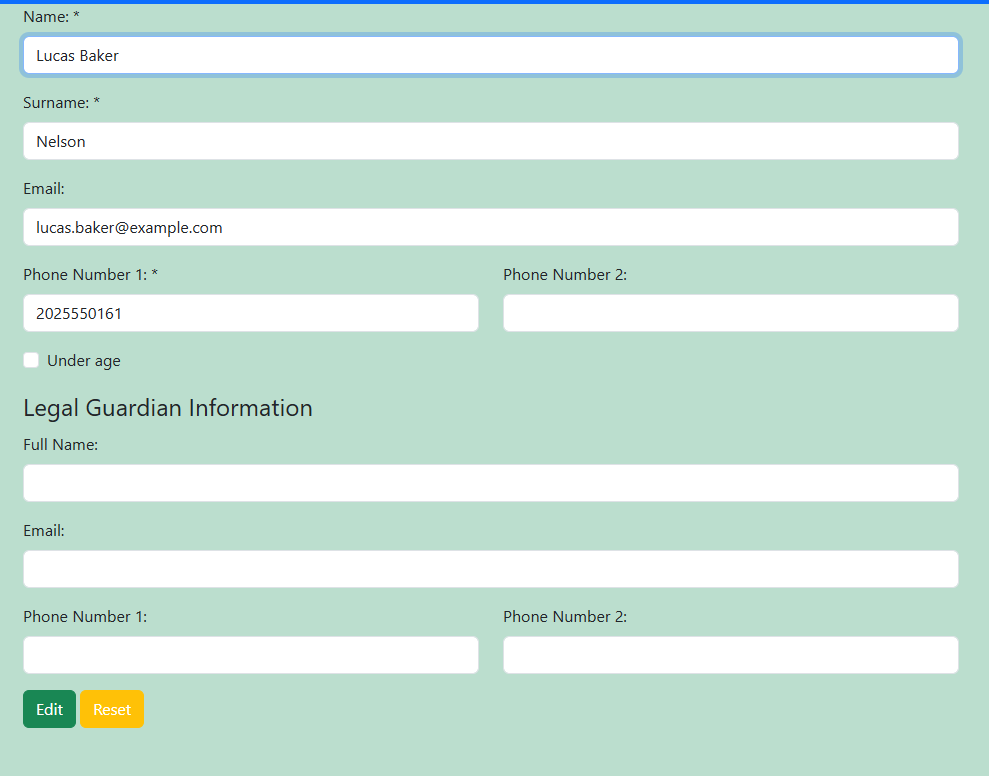 Name: *
Lucas Baker
Surname: *
Nelson
Email:
lucas.baker@example.com
Phone Number 1: * Phone Number 2:
2025550161
Under age
Legal Guardian Information
Full Name:
Email:
Phone Number 1: Phone Number 2:
Edit Reset